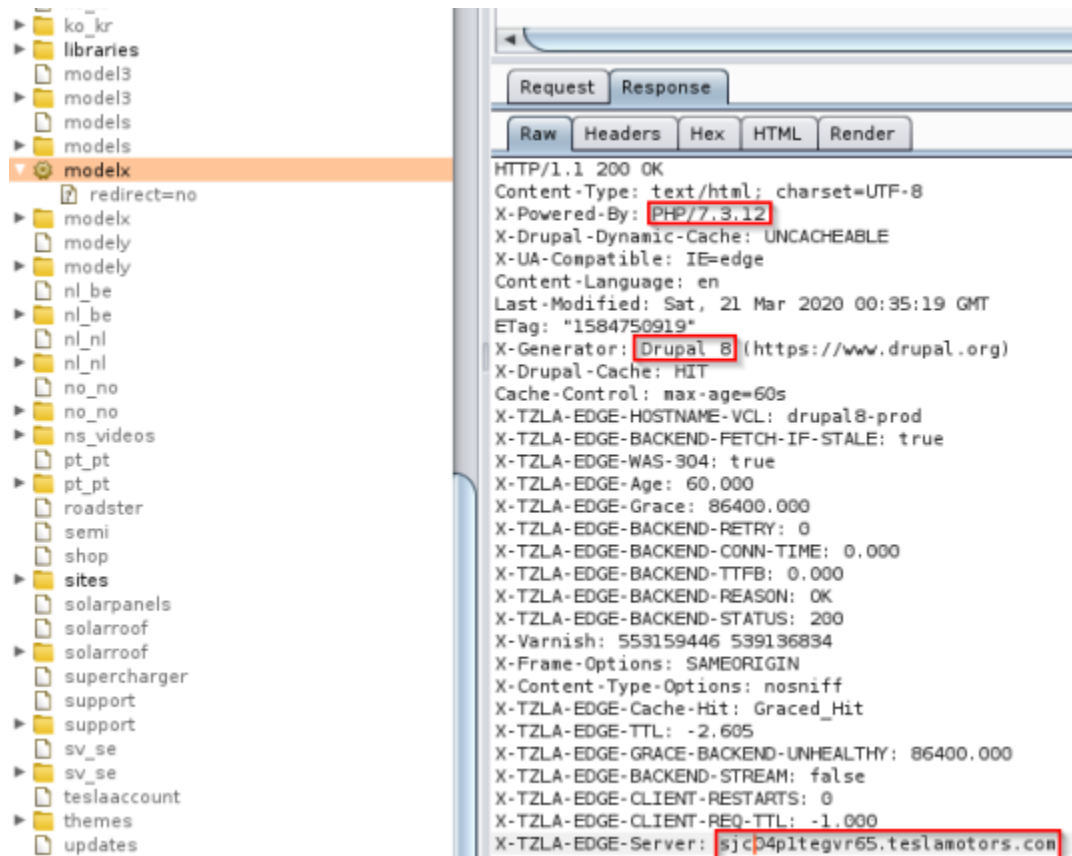 ko_kr
libraries
model3
model3
models
models
modelx
redirect=no
modelx
modely
modely
nl_be
nl_be
nl_nl
nl_nl
no_no
no_no
ns_videos
pt_pt
pt_pt
roadster
semi
shop
sites
solarpanels
solarroof
solarroof
supercharger
support
support
sv_se
sv_se
teslaaccount
themes
updates
Request Response
Raw Headers Hex HTML Render
HTTP/1.1 200 OK
Content-Type: text/html; charset=UTF-8
X-Powered-By: PHP/7.3.12
X-Drupal-Dynamic-Cache: UNCACHEABLE
X-UA-Compatible: IE=edge
Content-Language: en
Last-Modified: Sat, 21 Mar 2020 00:35:19 GMT
ETag: "1584750919"
X-Generator: Drupal 8 (https://www.drupal.org)
X-Drupal-Cache: HIT
Cache-Control: max-age=60s
X-TZLA-EDGE-HOSTNAME-VCL: drupal8-prod
X-TZLA-EDGE-BACKEND-FETCH-IF-STALE: true
X-TZLA-EDGE-WAS-304: true
X-TZLA-EDGE-Age: 60.000
X-TZLA-EDGE-Grace: 86400.000
X-TZLA-EDGE-BACKEND-RETRY: 0
X-TZLA-EDGE-BACKEND-CONN-TIME: 0.000
X-TZLA-EDGE-BACKEND-TTFB: 0.000
X-TZLA-EDGE-BACKEND-REASON: OK
X-TZLA-EDGE-BACKEND-STATUS: 200
X-Varnish: 553159446 539136834
X-Frame-Options: SAMEORIGIN
X-Content-Type-Options: nosniff
X-TZLA-EDGE-Cache-Hit: Graced_Hit
X-TZLA-EDGE-TTL: -2.605
X-TZLA-EDGE-GRACE-BACKEND-UNHEALTHY: 86400.000
X-TZLA-EDGE-BACKEND-STREAM: false
X-TZLA-EDGE-CLIENT-RESTARTS: 0
X-TZLA-EDGE-CLIENT-REQ-TTL: -1.000
X-TZLA-EDGE-Server: sjc04p1tegvr65.teslamotors.com